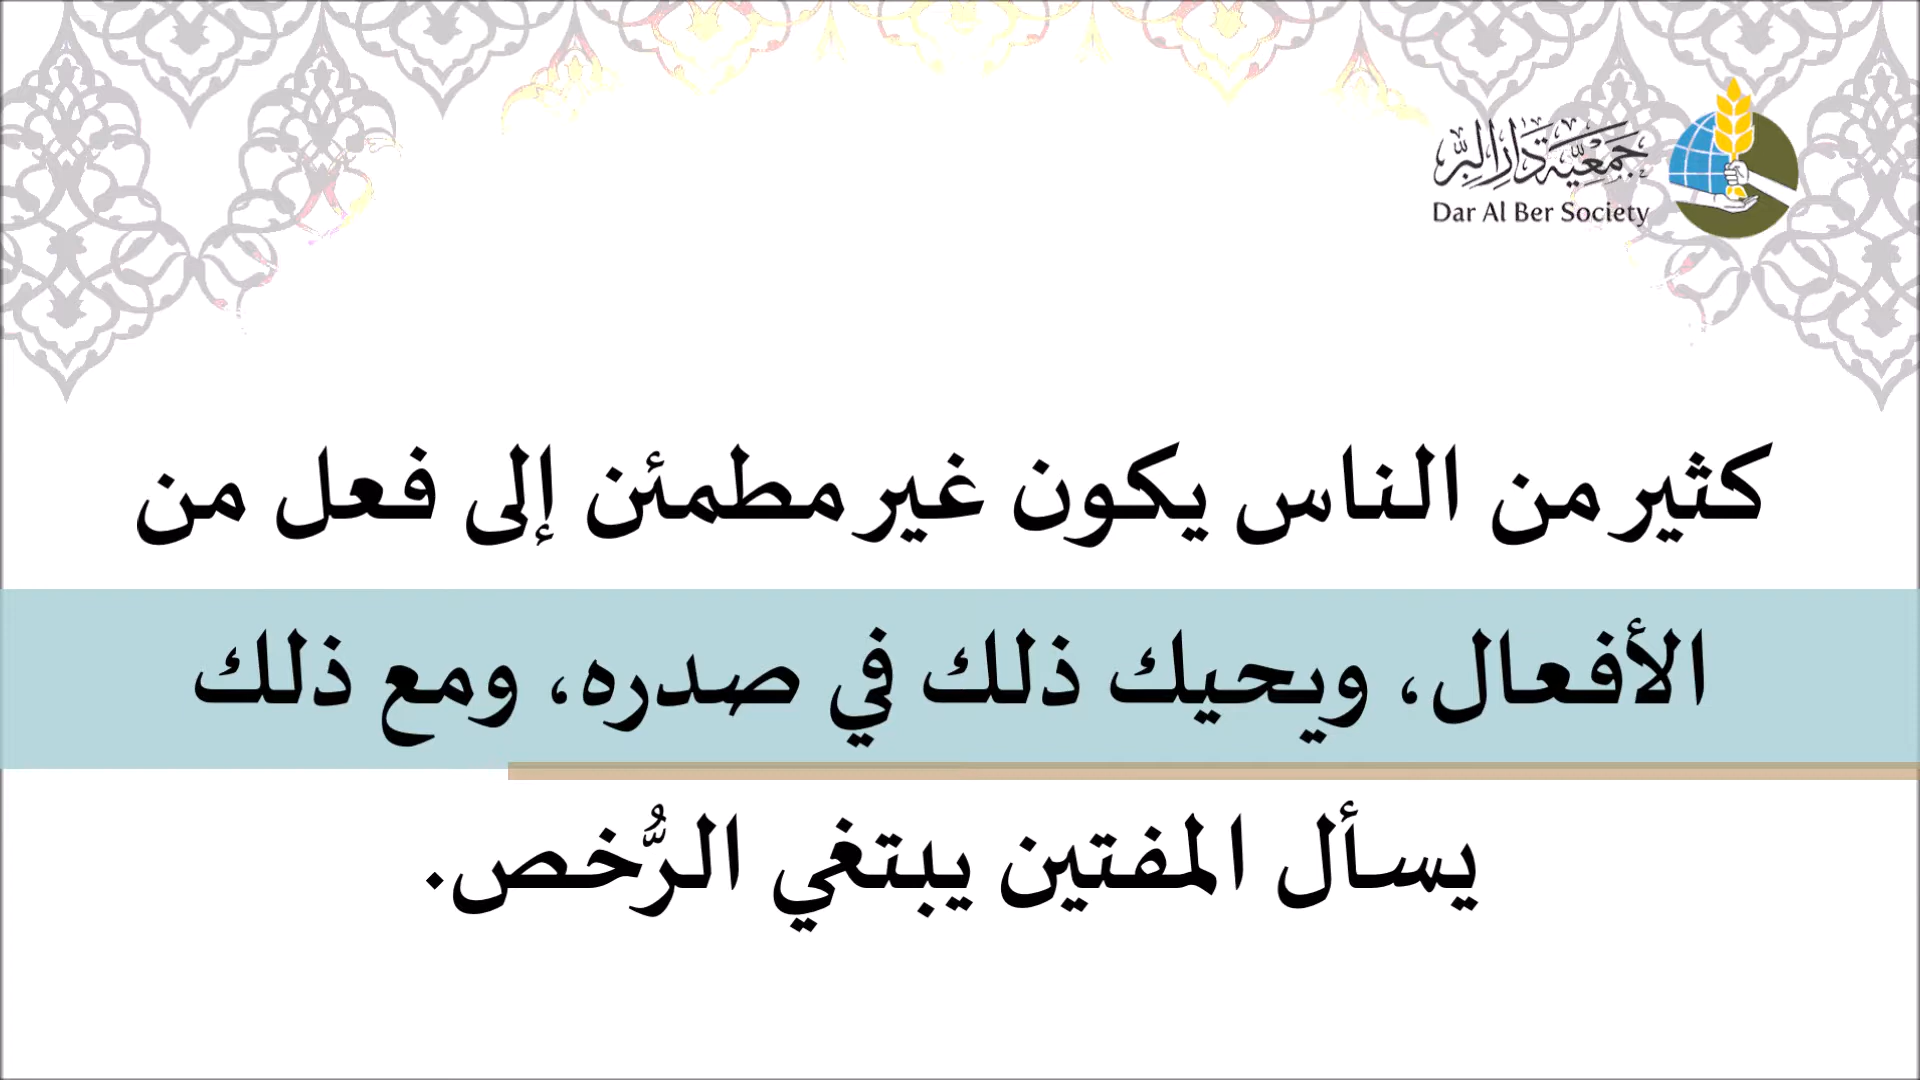 جمعية دار البر
Dar Al Ber Society
كثير من الناس يكون غير مطمئن إلى فعل من
الأفعال، ويحيك ذلك في صدره، ومع ذلك
يسأل المفتين يبتغي الرُّخص.